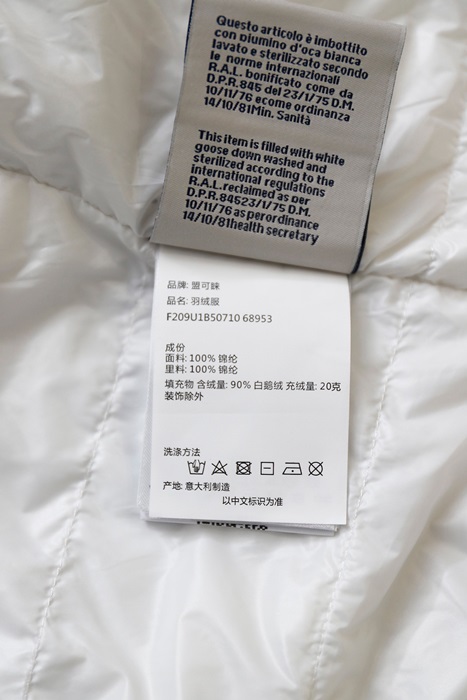 Questo articolo è imbottito
con piumino d'oca bianca
lavato e sterilizzato secondo
le norme internazionali
R.A.L. bonificato come da
D.P.R.845 del 23/1/75 D.M.
10/11/76 ecome ordinanza
14/10/81Min. Sanità
This item is filled with white
goose down washed and
sterilized according to the
international regulations
R.A.L.reclaimed as per
D.P.R.84523/1/75 D.M.
10/11/76 asperordinance
14/10/81health secretary
品牌: 盟可睐
品名: 羽绒服
F209U1B50710 68953
成份
面料: 100% 锦纶
里料: 100% 锦纶
填充物 含绒量: 90% 白鹅绒 充绒量: 20克
装饰除外
洗涤方法
产地: 意大利制造
以中文标识为准